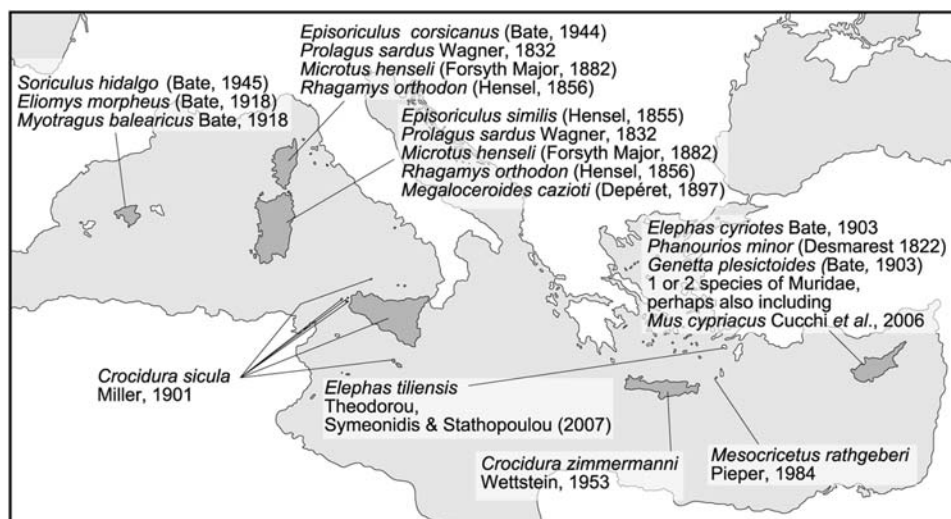 Episoriculus corsicanus (Bate, 1944)
Prolagus sardus Wagner, 1832
Microtus henseli (Forsyth Major, 1882)
Rhagamys orthodon (Hensel, 1856)
Soriculus hidalgo (Bate, 1945)
Eliomys morpheus (Bate, 1918)
Myotragus balearicus Bate, 1918
Episoriculus similis (Hensel, 1855)
Prolagus sardus Wagner, 1832
Microtus henseli (Forsyth Major, 1882)
Rhagamys orthodon (Hensel, 1856)
Megaloceroides cazioti (Depéret, 1897)
Elephas cyriotes Bate, 1903
Phanourios minor (Desmarest 1822)
Genetta plesictoides (Bate, 1903)
1 or 2 species of Muridae,
perhaps also including
Mus cypriacus Cucchi et al., 2006
Crocidura sicula
Miller, 1901
Elephas tiliensis
Theodorou,
Symeonidis & Stathopoulou (2007)
Crocidura zimmermanni
Wettstein, 1953
Mesocricetus rathgeberi
Pieper, 1984